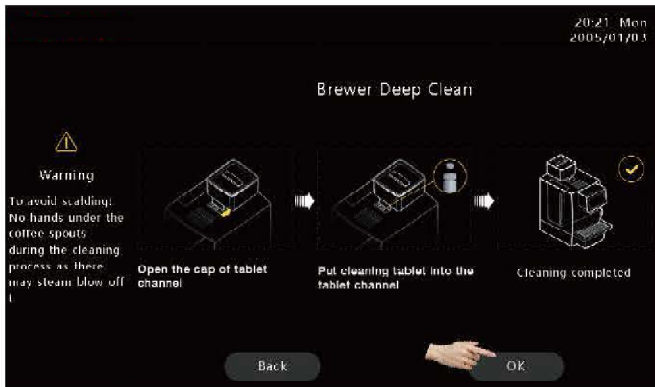 20:21 Mon
2005/01/03
Brewer Deep Clean
Warning
To avoid scalding!
No hands under the
coffee spouts
during the cleaning
process as there
may steam blow off
Open the cap of tablet
channel
Put cleaning tablet into the
tablet channel
Cleaning completed
Back
OK